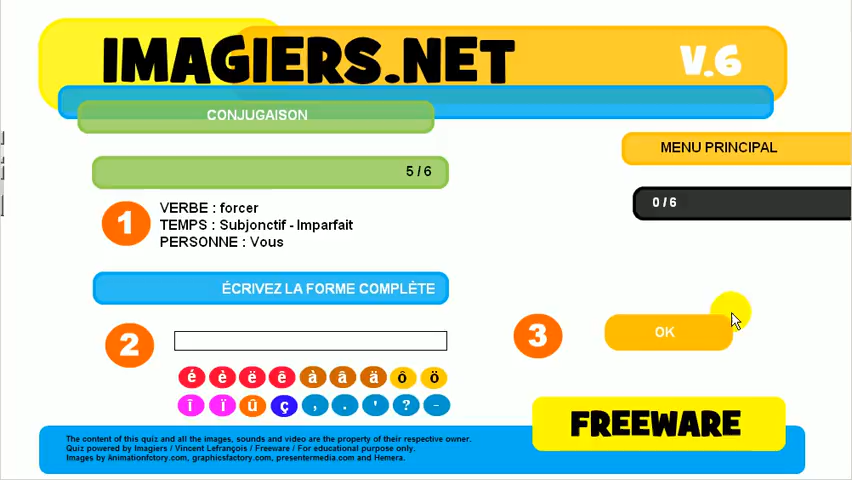 IMAGIERS.NET
V.6
CONJUGAISON
MENU PRINCIPAL
5 / 6
0 / 6
1
VERBE : forcer
TEMPS : Subjonctif - Imparfait
PERSONNE : Vous
ÉCRIVEZ LA FORME COMPLÈTE
2
3
OK
é è ë ê à â ä ô ö
î ï û ç , . ' ? -
FREEWARE
The content of this quiz and all the images, sounds and video are the property of their respective owner.
Quiz powered by Imagiers / Vincent Lefrançois / Freeware / For educational purpose only.
Images by Animationfctory.com, graphicsfactory.com, presentermedia.com and Hemera.